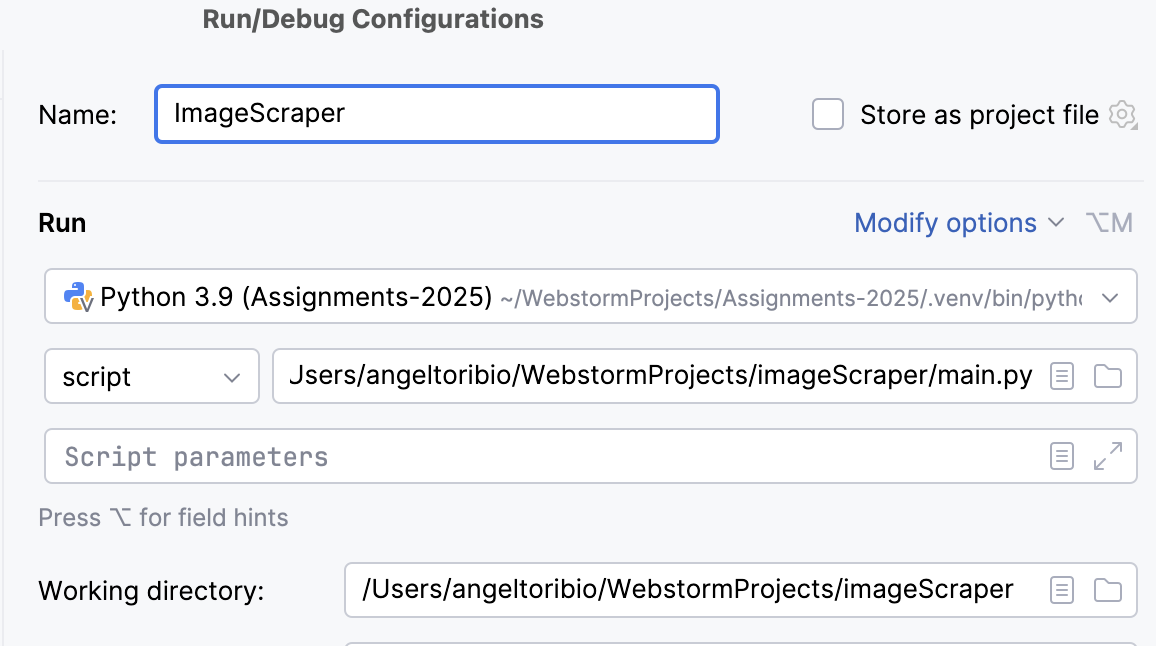 Run/Debug Configurations
Name: ImageScraper Store as project file
Run Modify options ⌥M
Python 3.9 (Assignments-2025) ~/WebstormProjects/Assignments-2025/.venv/bin/pytho
script Users/angeltoribio/WebstormProjects/imageScraper/main.py
Script parameters
Press ⌥ for field hints
Working directory: /Users/angeltoribio/WebstormProjects/imageScraper